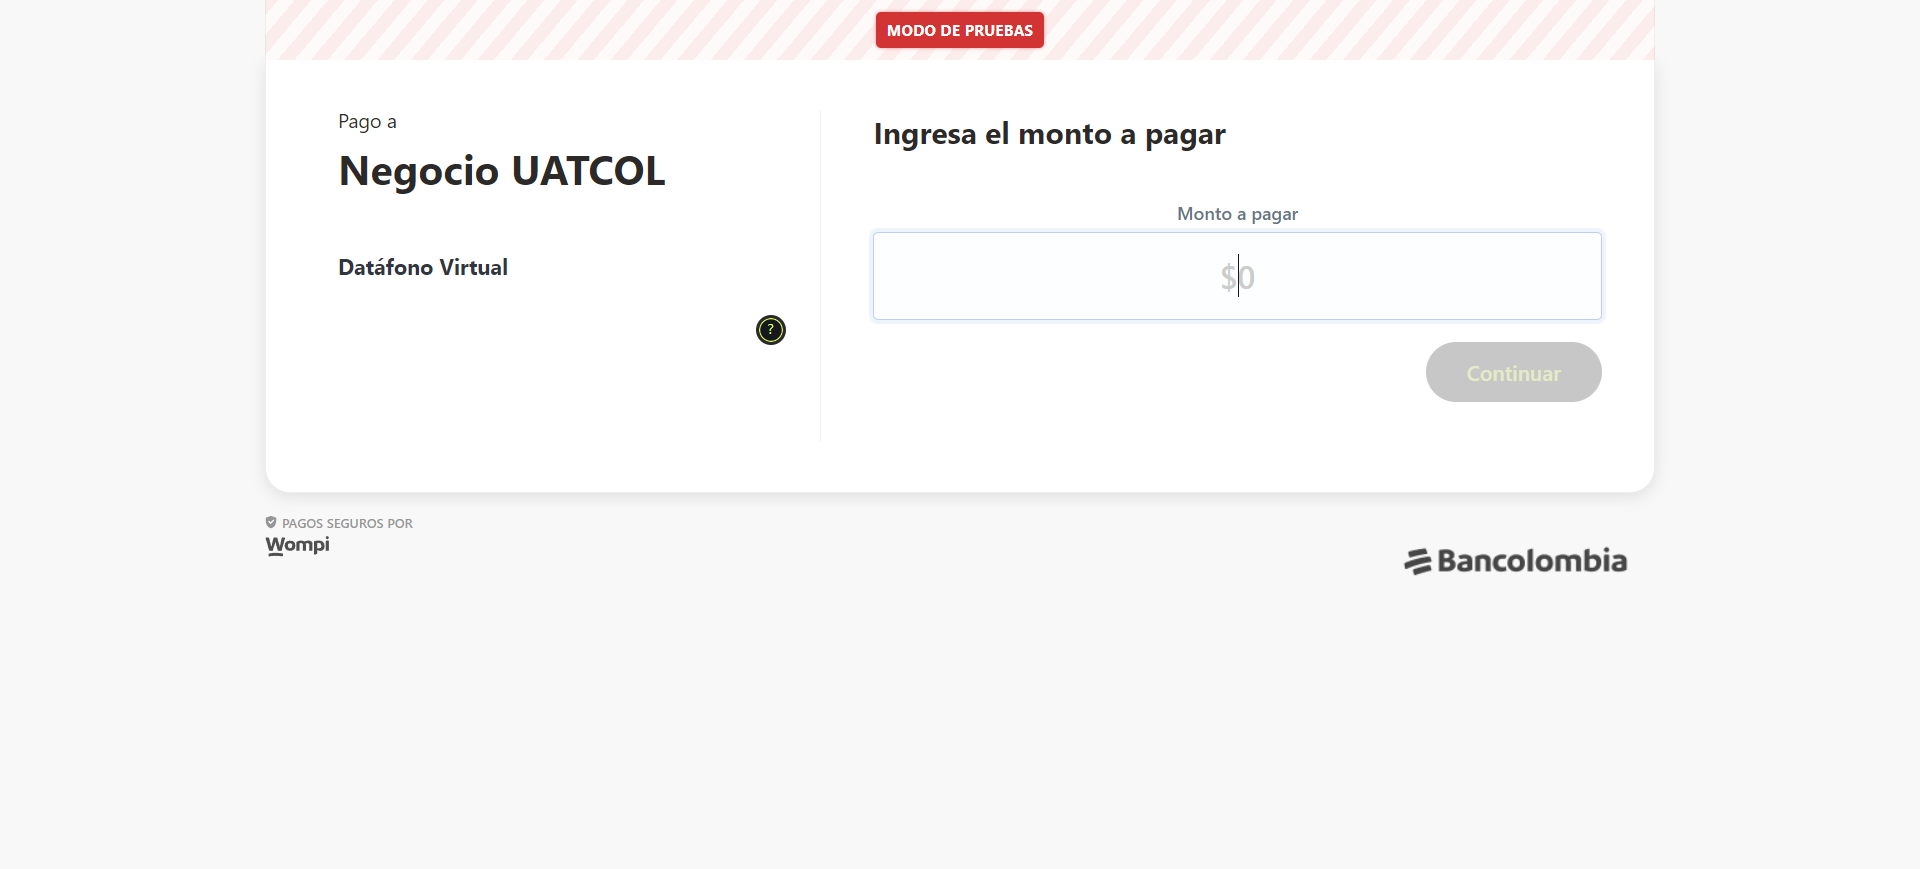 MODO DE PRUEBAS
Pago a
Negocio UATCOL
Datáfono Virtual
?
Ingresa el monto a pagar
Monto a pagar
$0
Continuar
PAGOS SEGUROS POR
Wompi
Bancolombia